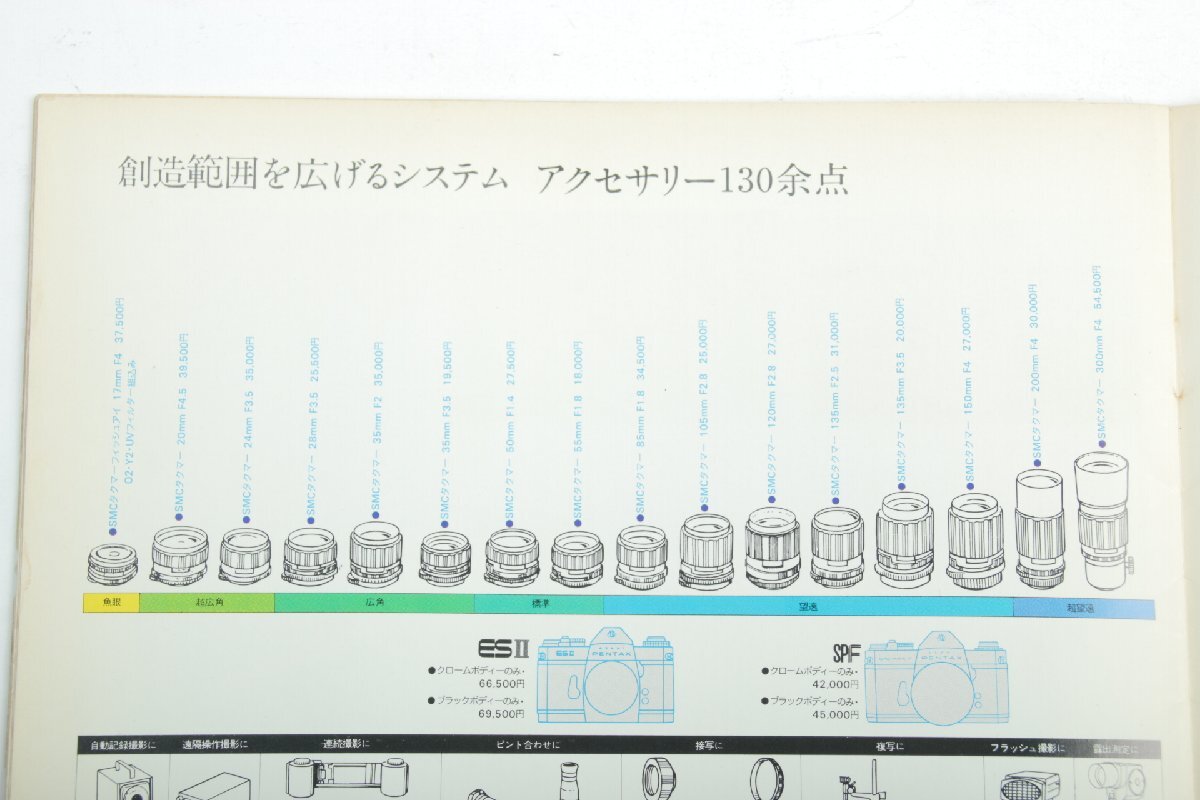 創造範囲を広げるシステム アクセサリー130余点
●SMCタクマーフィッシュアイ 17mm F4 37,500円
O2・Y2・UVフィルター組込み
●SMCタクマー 20mm F4.5 39,500円
●SMCタクマー 24mm F3.5 35,000円
●SMCタクマー 28mm F3.5 25,500円
●SMCタクマー 35mm F2 35,000円
●SMCタクマー 35mm F3.5 19,500円
●SMCタクマー 50mm F1.4 27,500円
●SMCタクマー 55mm F1.8 18,000円
●SMCタクマー 85mm F1.8 34,500円
●SMCタクマー 105mm F2.8 25,000円
●SMCタクマー 120mm F2.8 27,000円
●SMCタクマー 135mm F2.5 31,000円
●SMCタクマー 135mm F3.5 20,000円
●SMCタクマー 150mm F4 27,000円
●SMCタクマー 200mm F4 30,000円
●SMCタクマー 300mm F4 54,500円
魚眼 超広角 広角 標準 望遠 超望遠
ESⅡ
●クロームボディーのみ・
66,500円
●ブラックボディーのみ・
69,500円
PENTAX
ESⅡ
SPF
●クロームボディーのみ・
42,000円
●ブラックボディーのみ・
45,000円
PENTAX
自動記録撮影に 遠隔操作撮影に 連続撮影に ピント合わせに 接写に 複写に フラッシュ撮影に 露出測定に